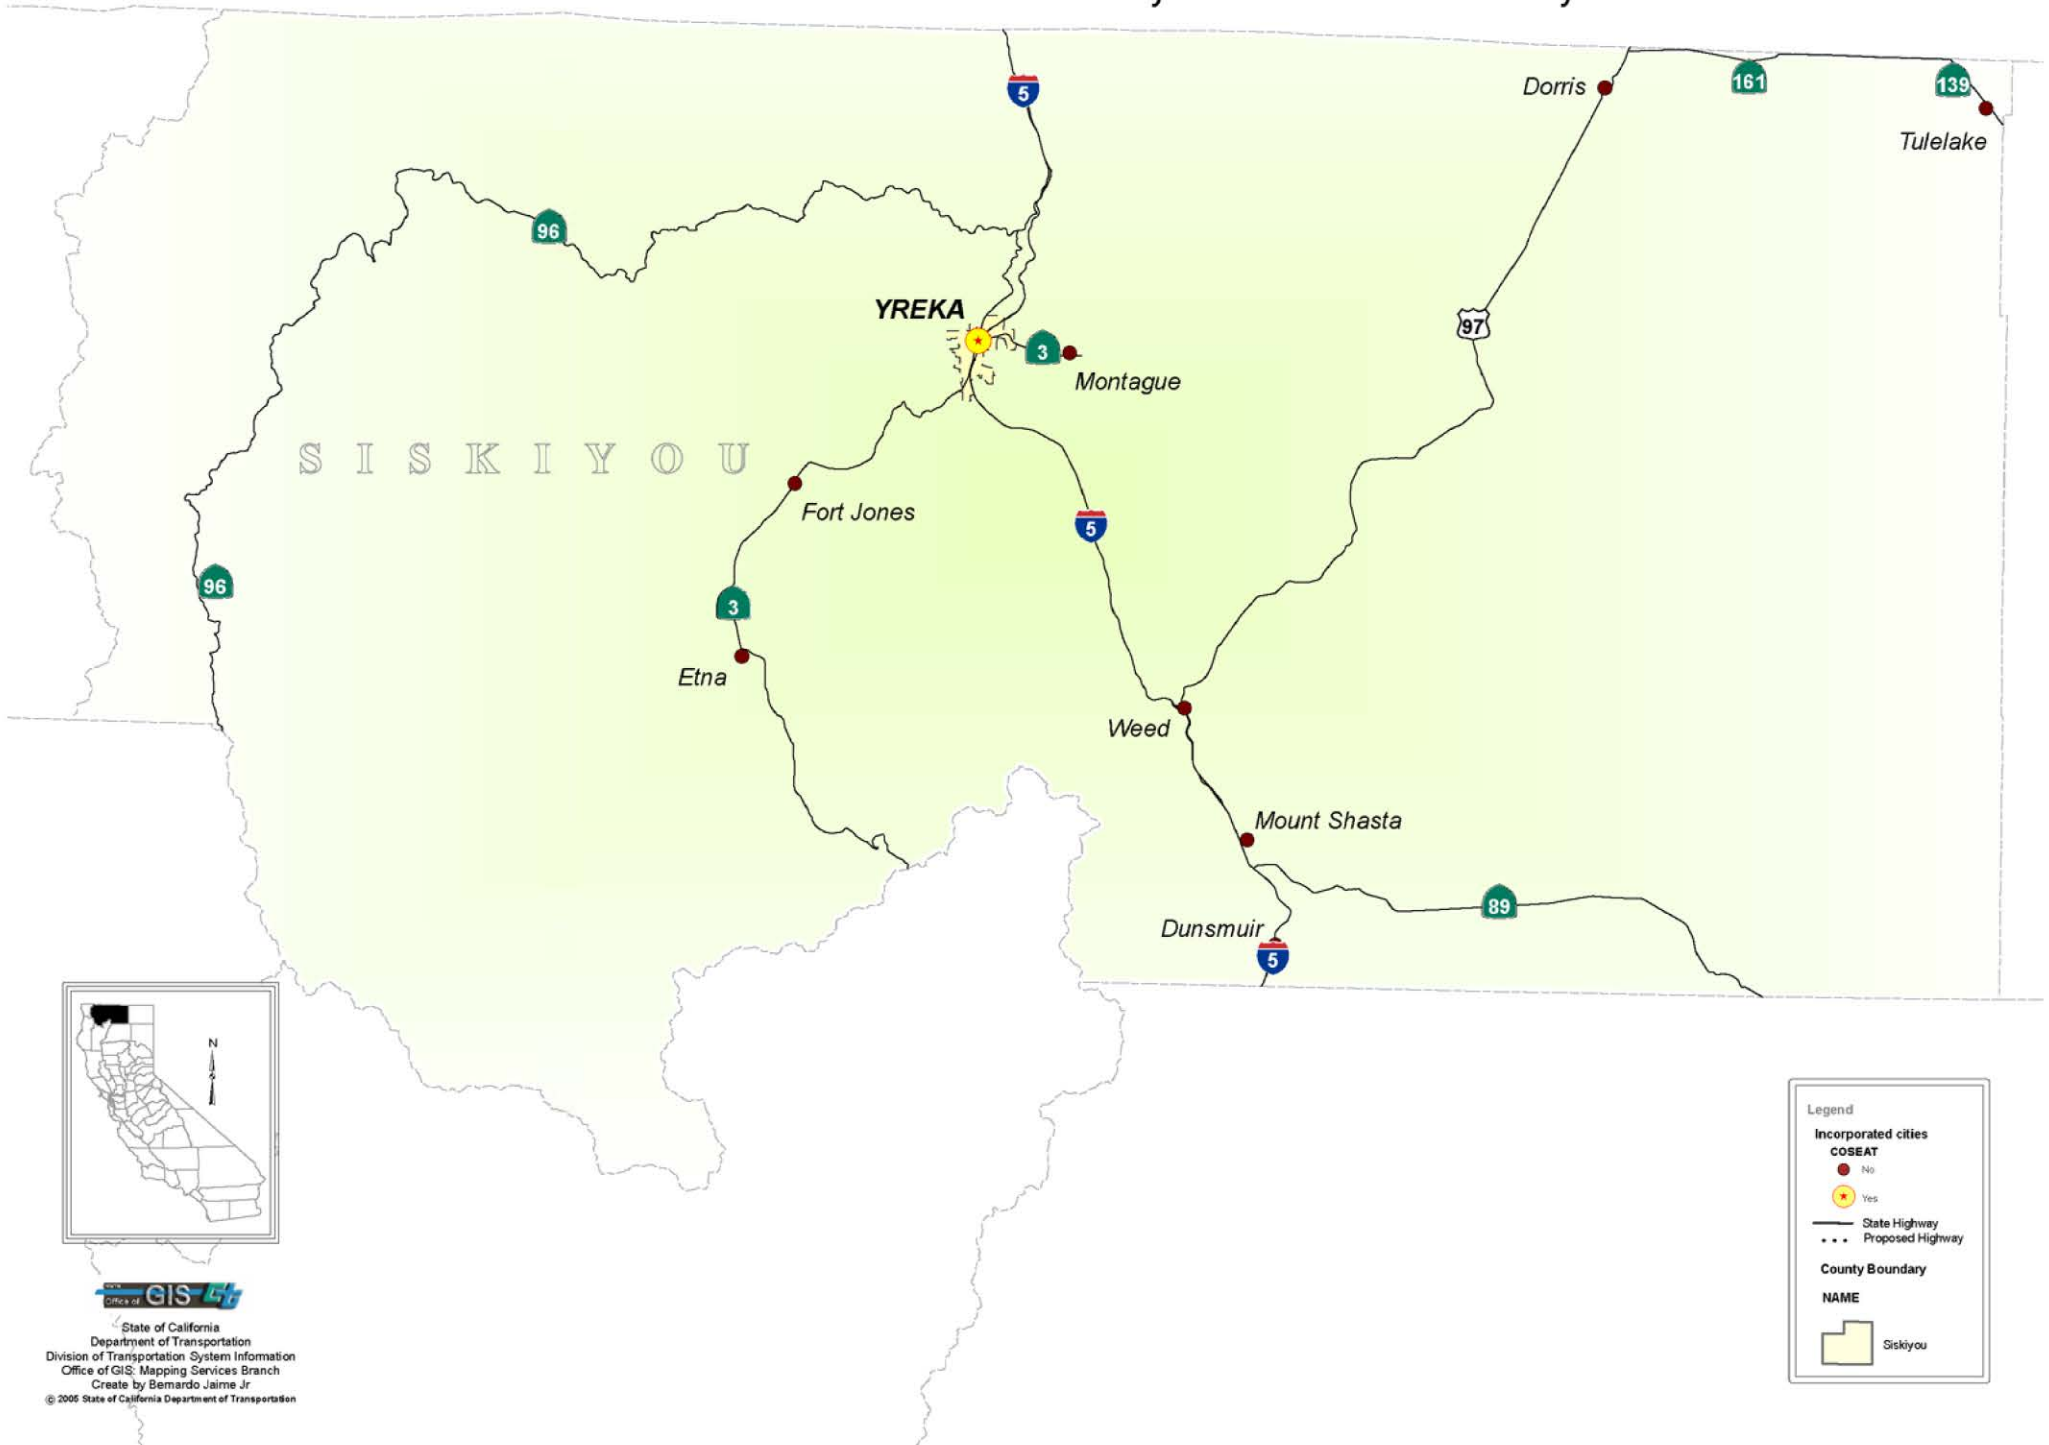 5
Dorris
161
139
Tulelake
96
YREKA
3
Montague
97
SISKIYOU
Fort Jones
5
96
3
Etna
Weed
Mount Shasta
89
Dunsmuir
5
N
Legend
Incorporated cities
COSEAT
No
Yes
State Highway
Proposed Highway
County Boundary
NAME
Siskiyou
Office of GIS
State of California
Department of Transportation
Division of Transportation System Information
Office of GIS: Mapping Services Branch
Create by Bernardo Jaime Jr
© 2005 State of California Department of Transportation